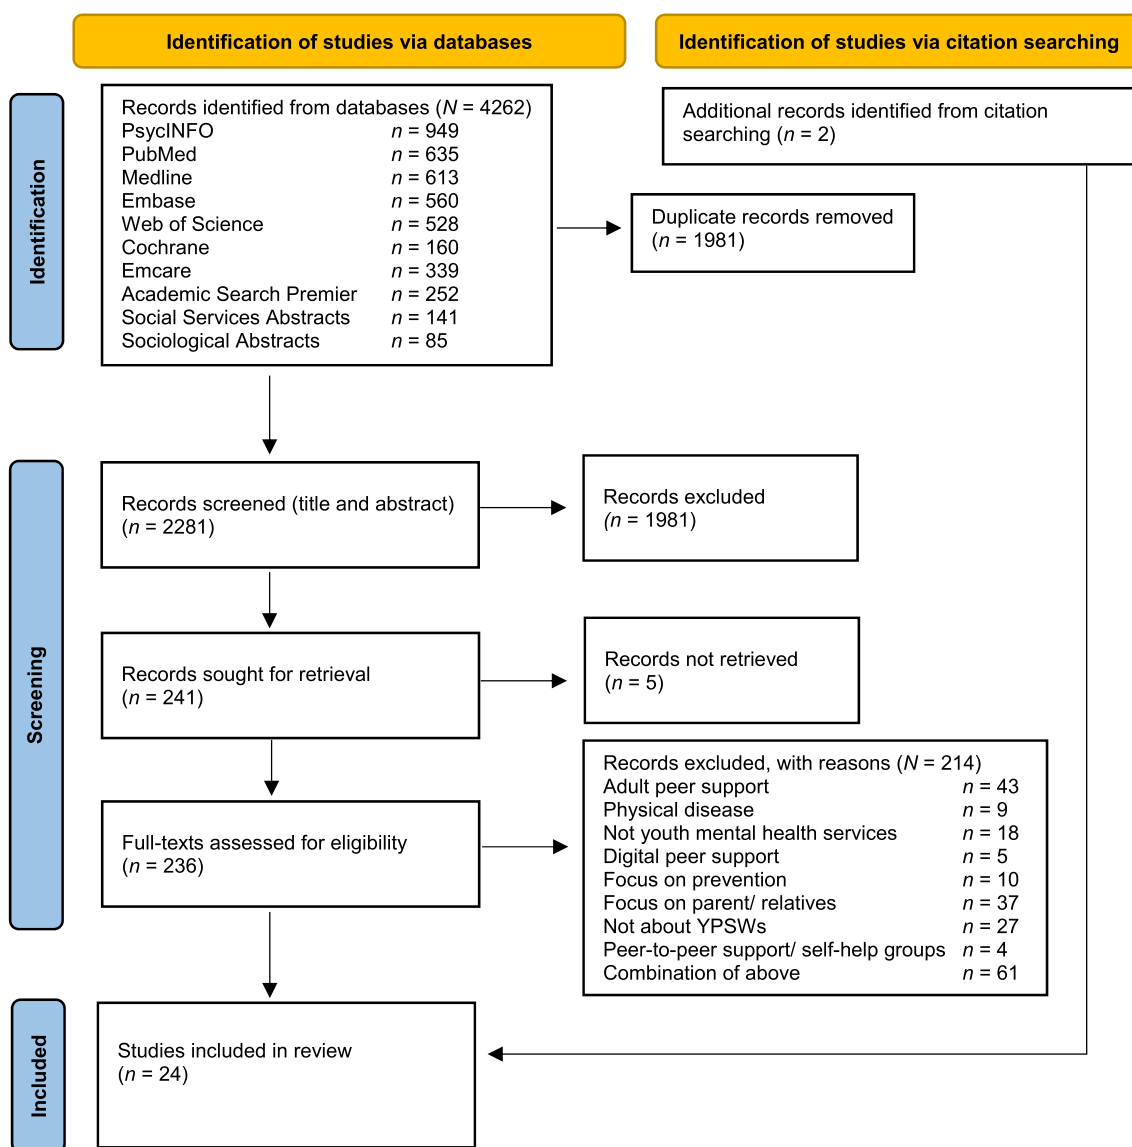 Identification of studies via databases
Identification of studies via citation searching
Identification
Records identified from databases (N = 4262)
PsycINFO n = 949
PubMed n = 635
Medline n = 613
Embase n = 560
Web of Science n = 528
Cochrane n = 160
Emcare n = 339
Academic Search Premier n = 252
Social Services Abstracts n = 141
Sociological Abstracts n = 85
Additional records identified from citation
searching (n = 2)
Duplicate records removed
(n = 1981)
Screening
Records screened (title and abstract)
(n = 2281)
Records excluded
(n = 1981)
Records sought for retrieval
(n = 241)
Records not retrieved
(n = 5)
Full-texts assessed for eligibility
(n = 236)
Records excluded, with reasons (N = 214)
Adult peer support n = 43
Physical disease n = 9
Not youth mental health services n = 18
Digital peer support n = 5
Focus on prevention n = 10
Focus on parent/ relatives n = 37
Not about YPSWs n = 27
Peer-to-peer support/ self-help groups n = 4
Combination of above n = 61
Included
Studies included in review
(n = 24)